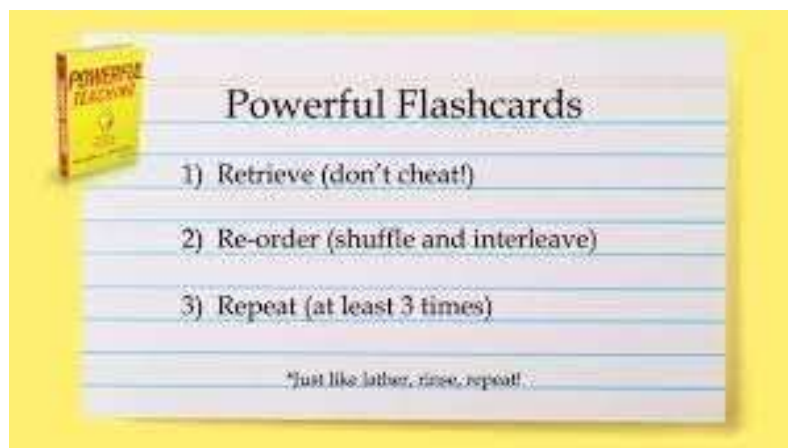 POWERFUL
TEACHING
Powerful Flashcards
1) Retrieve (don't cheat!)
2) Re-order (shuffle and interleave)
3) Repeat (at least 3 times)
*Just like lather, rinse, repeat!